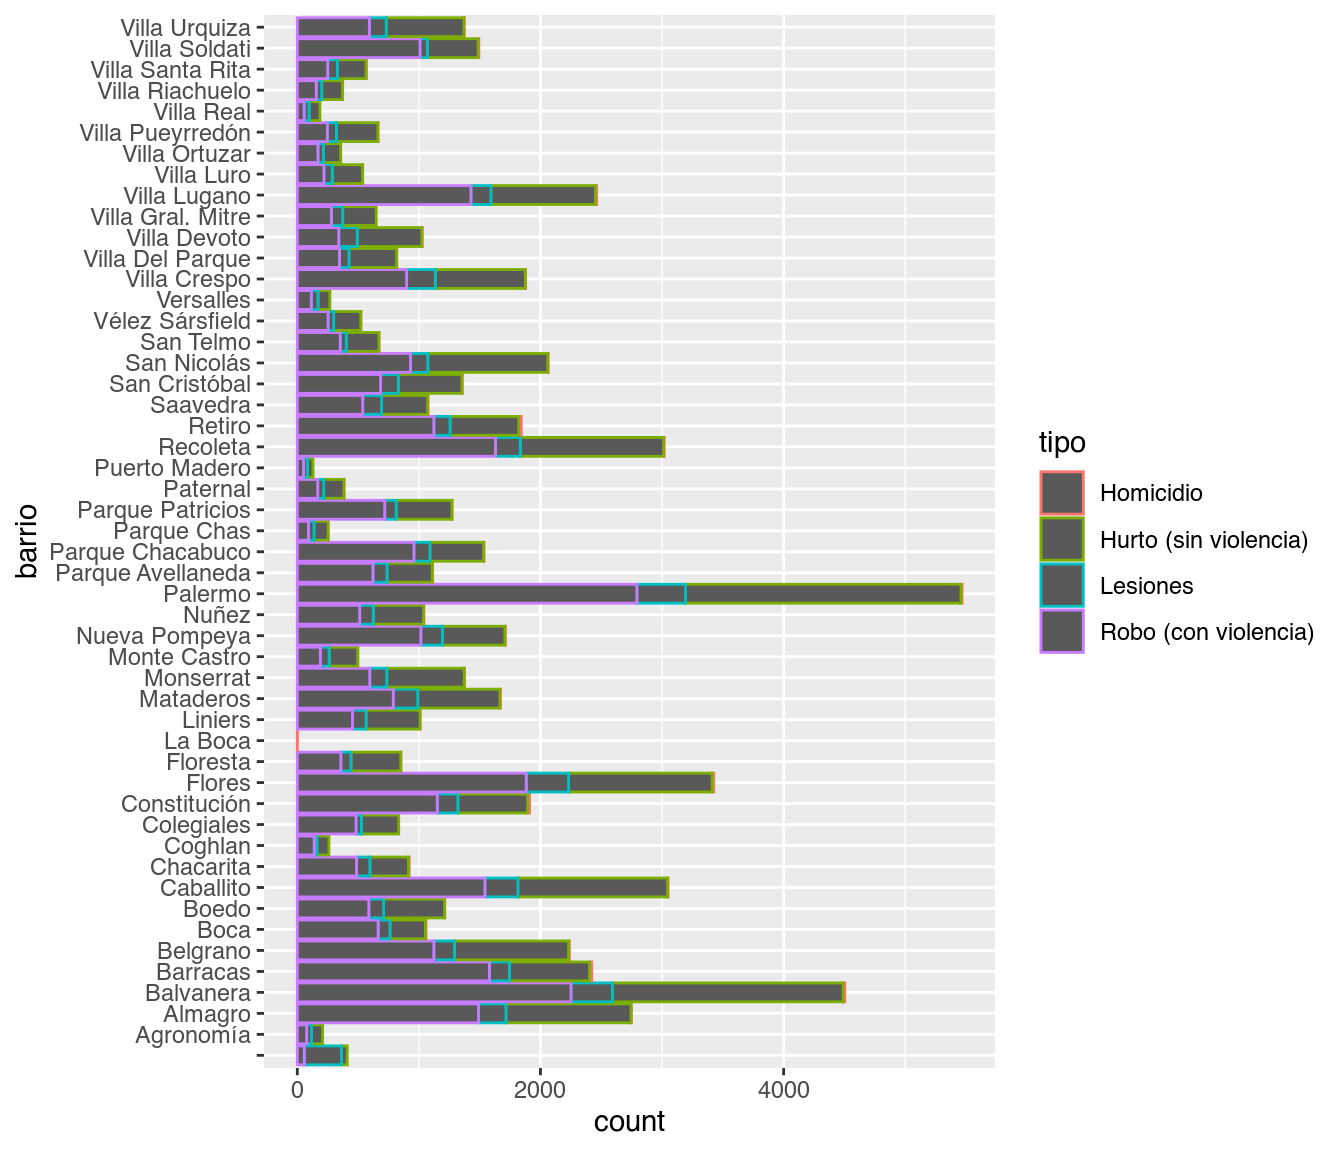 Villa Urquiza
Villa Soldati
Villa Santa Rita
Villa Riachuelo
Villa Real
Villa Pueyrredón
Villa Ortuzar
Villa Luro
Villa Lugano
Villa Gral. Mitre
Villa Devoto
Villa Del Parque
Villa Crespo
Versalles
Vélez Sársfield
San Telmo
San Nicolás
San Cristóbal
Saavedra
Retiro
Recoleta
Puerto Madero
Paternal
Parque Patricios
Parque Chas
Parque Chacabuco
Parque Avellaneda
Palermo
Nuñez
Nueva Pompeya
Monte Castro
Monserrat
Mataderos
Liniers
La Boca
Floresta
Flores
Constitución
Colegiales
Coghlan
Chacarita
Caballito
Boedo
Boca
Belgrano
Barracas
Balvanera
Almagro
Agronomía
barrio
0 2000 4000
count
tipo
Homicidio
Hurto (sin violencia)
Lesiones
Robo (con violencia)